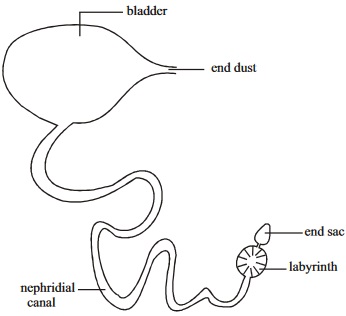 bladder
end dust
end sac
labyrinth
nephridial
canal